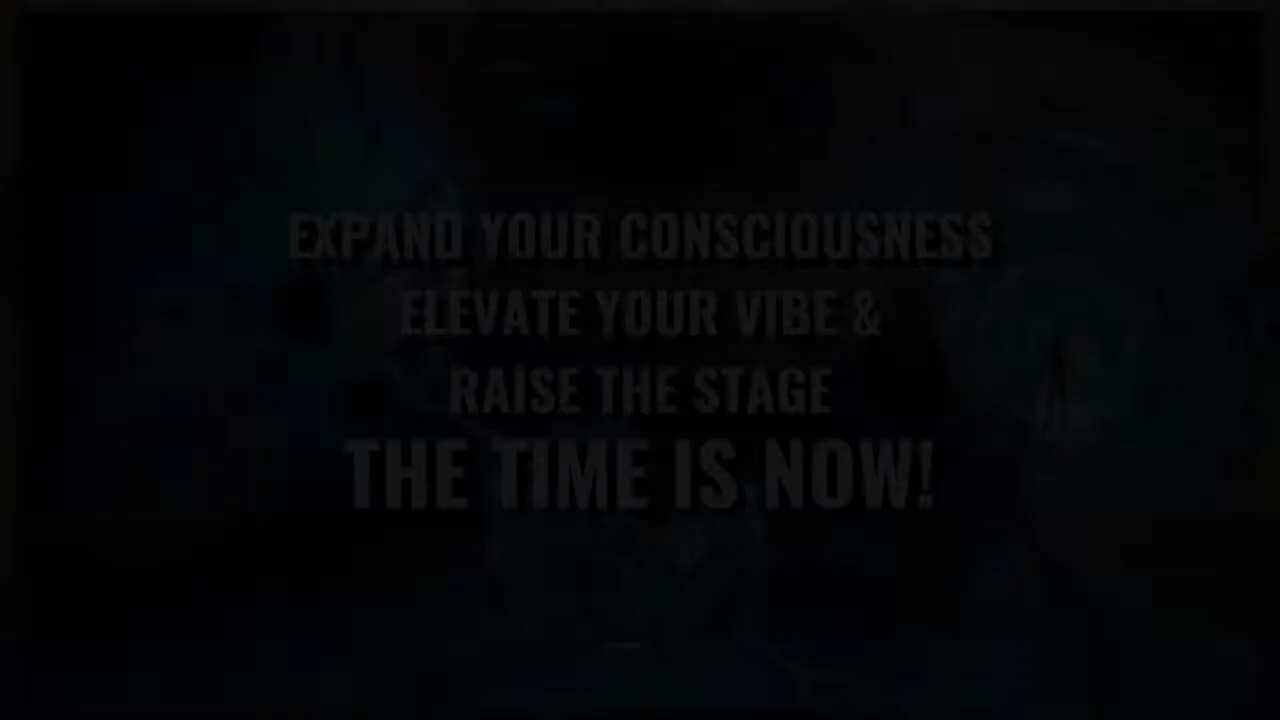 EXPAND YOUR CONSCIOUSNESS
ELEVATE YOUR VIBE &
RAISE THE STAGE
THE TIME IS NOW!